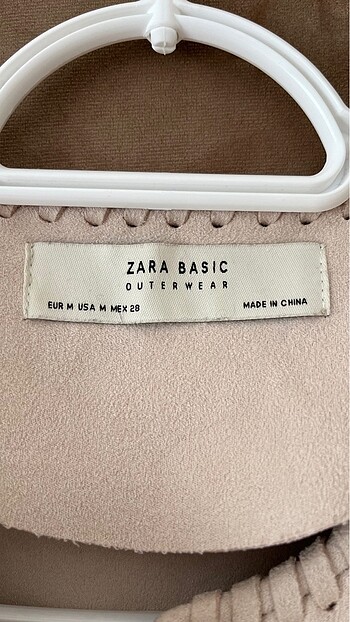 ZARA BASIC
OUTERWEAR
EUR M USA M MEX 28 MADE IN CHINA